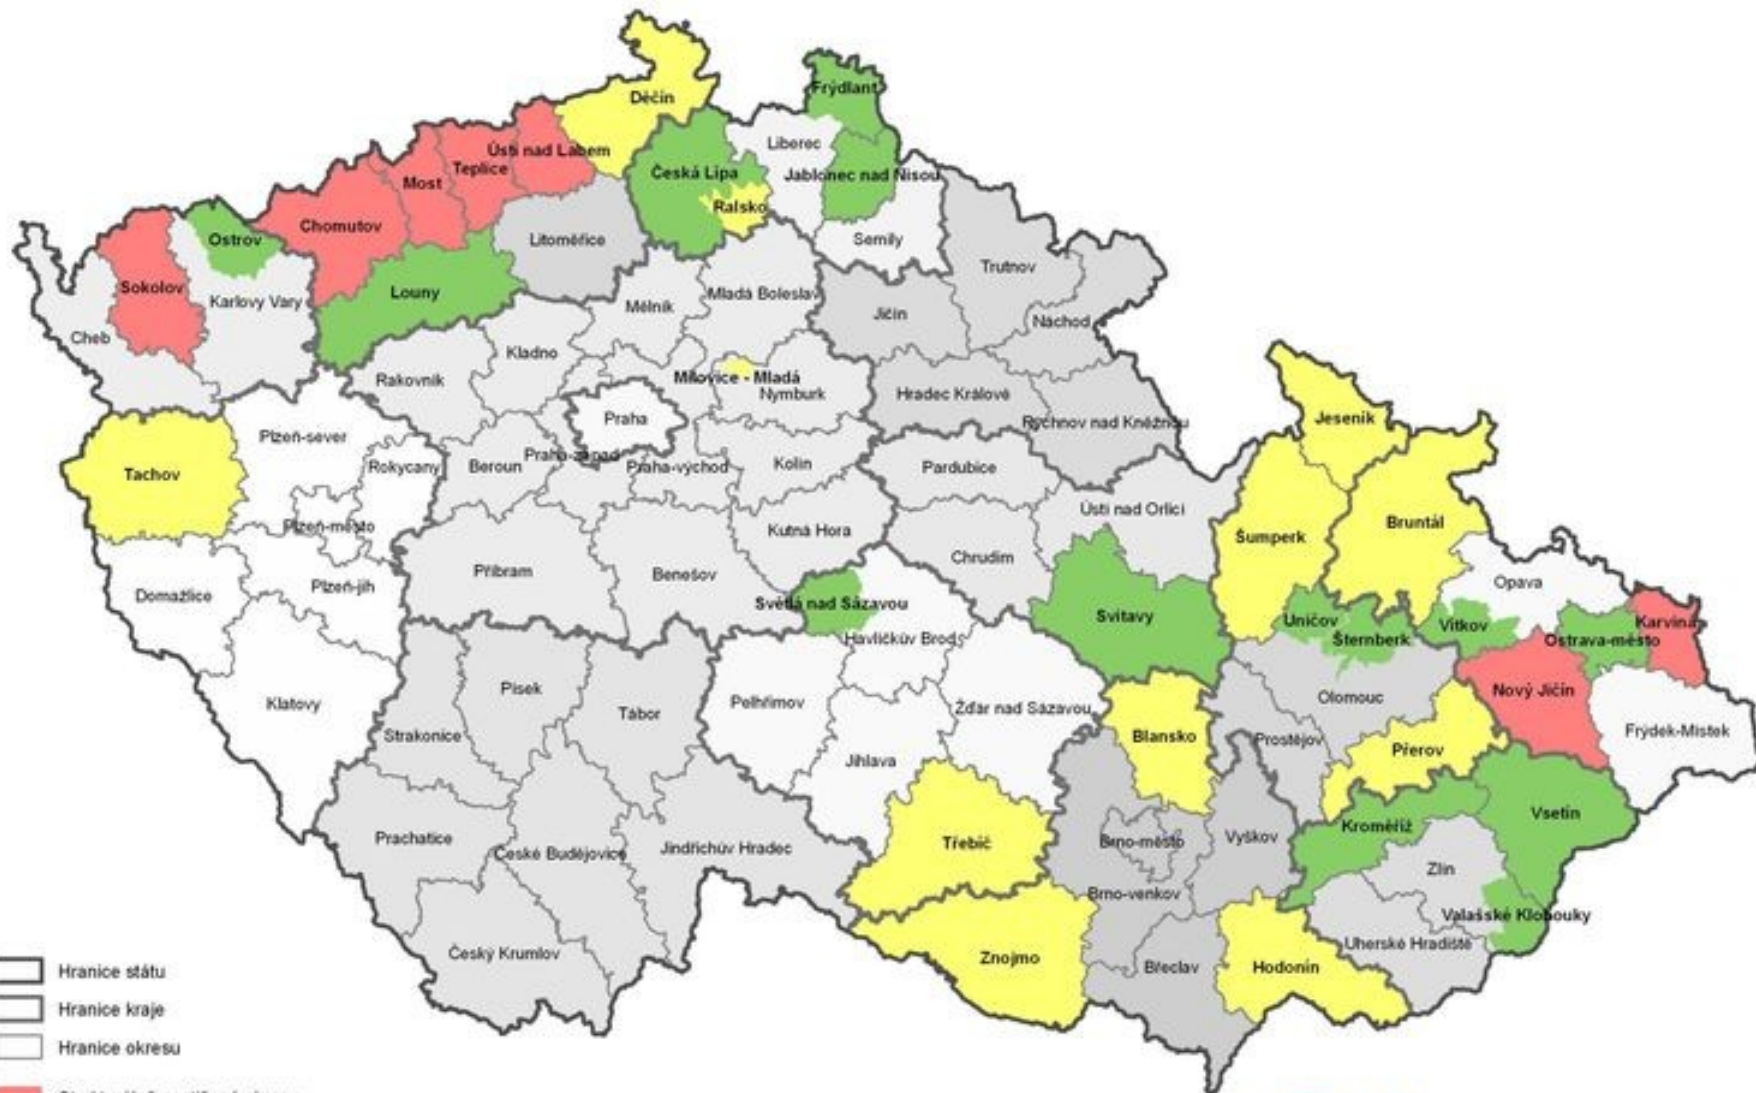 Děčín
Frýdlant
Liberec
Ústí nad Labem
Teplice
Most
Česká Lípa
Jablonec nad Nisou
Ralsko
Chomutov
Ostrov
Litoměřice
Semily
Trutnov
Sokolov
Louny
Karlovy Vary
Mělník
Mladá Boleslav
Jičín
Náchod
Cheb
Kladno
Rakovník
Milovice - Mladá
Nymburk
Hradec Králové
Praha
Rychnov nad Kněžnou
Jeseník
Plzeň-sever
Rokycany
Beroun
Praha-západ
Praha-východ
Kolín
Pardubice
Tachov
Ústí nad Orlicí
Plzeň-město
Kutná Hora
Šumperk
Bruntál
Chrudim
Příbram
Benešov
Opava
Domažlice
Plzeň-jih
Světlá nad Sázavou
Svitavy
Uničov
Šternberk
Vítkov
Ostrava-město
Karviná
Havlíčkův Brod
Klatovy
Písek
Tábor
Pelhřimov
Žďár nad Sázavou
Olomouc
Nový Jičín
Strakonice
Blansko
Prostějov
Přerov
Frýdek-Místek
Jihlava
Vsetín
Prachatice
České Budějovice
Jindřichův Hradec
Třebíč
Brno-město
Vyškov
Kroměříž
Zlín
Brno-venkov
Valašské Klobouky
Uherské Hradiště
Český Krumlov
Znojmo
Břeclav
Hodonín
Hranice státu
Hranice kraje
Hranice okresu